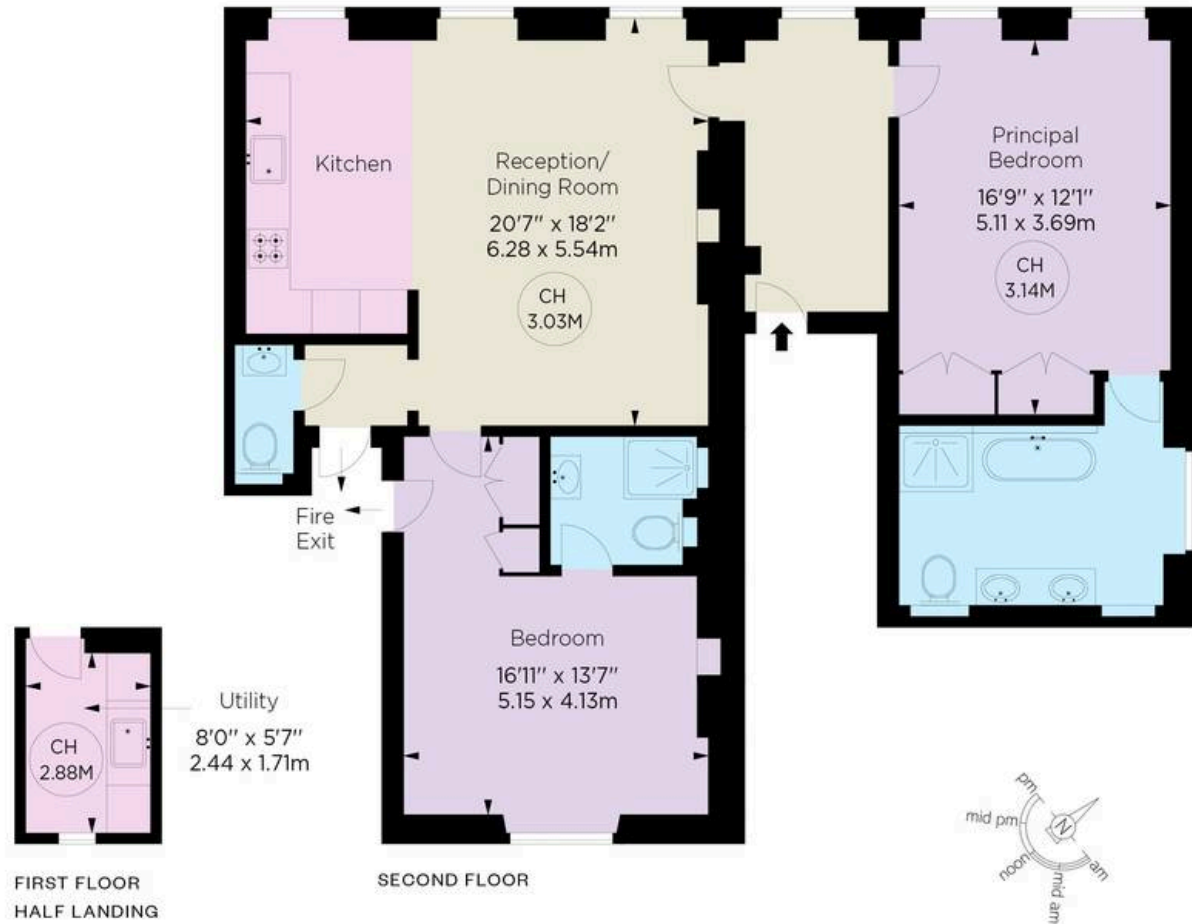 Kitchen
Reception/
Dining Room
20'7" x 18'2"
6.28 x 5.54m
CH
3.03M
Principal
Bedroom
16'9" x 12'1"
5.11 x 3.69m
CH
3.14M
Fire
Exit
Bedroom
16'11" x 13'7"
5.15 x 4.13m
Utility
8'0" x 5'7"
2.44 x 1.71m
CH
2.88M
pm
mid pm
noon
mid am
am
N
FIRST FLOOR
HALF LANDING
SECOND FLOOR